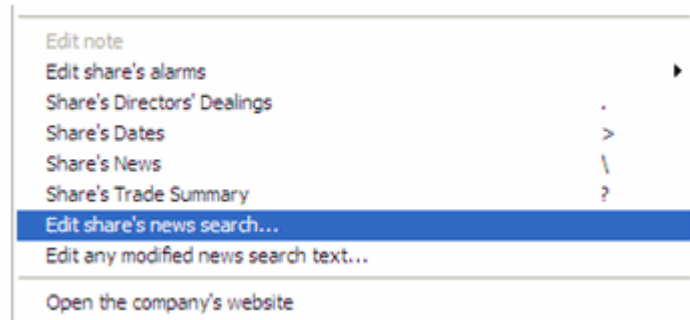 Edit note
Edit share's alarms
Share's Directors' Dealings .
Share's Dates >
Share's News \
Share's Trade Summary ?
Edit share's news search...
Edit any modified news search text...
Open the company's website